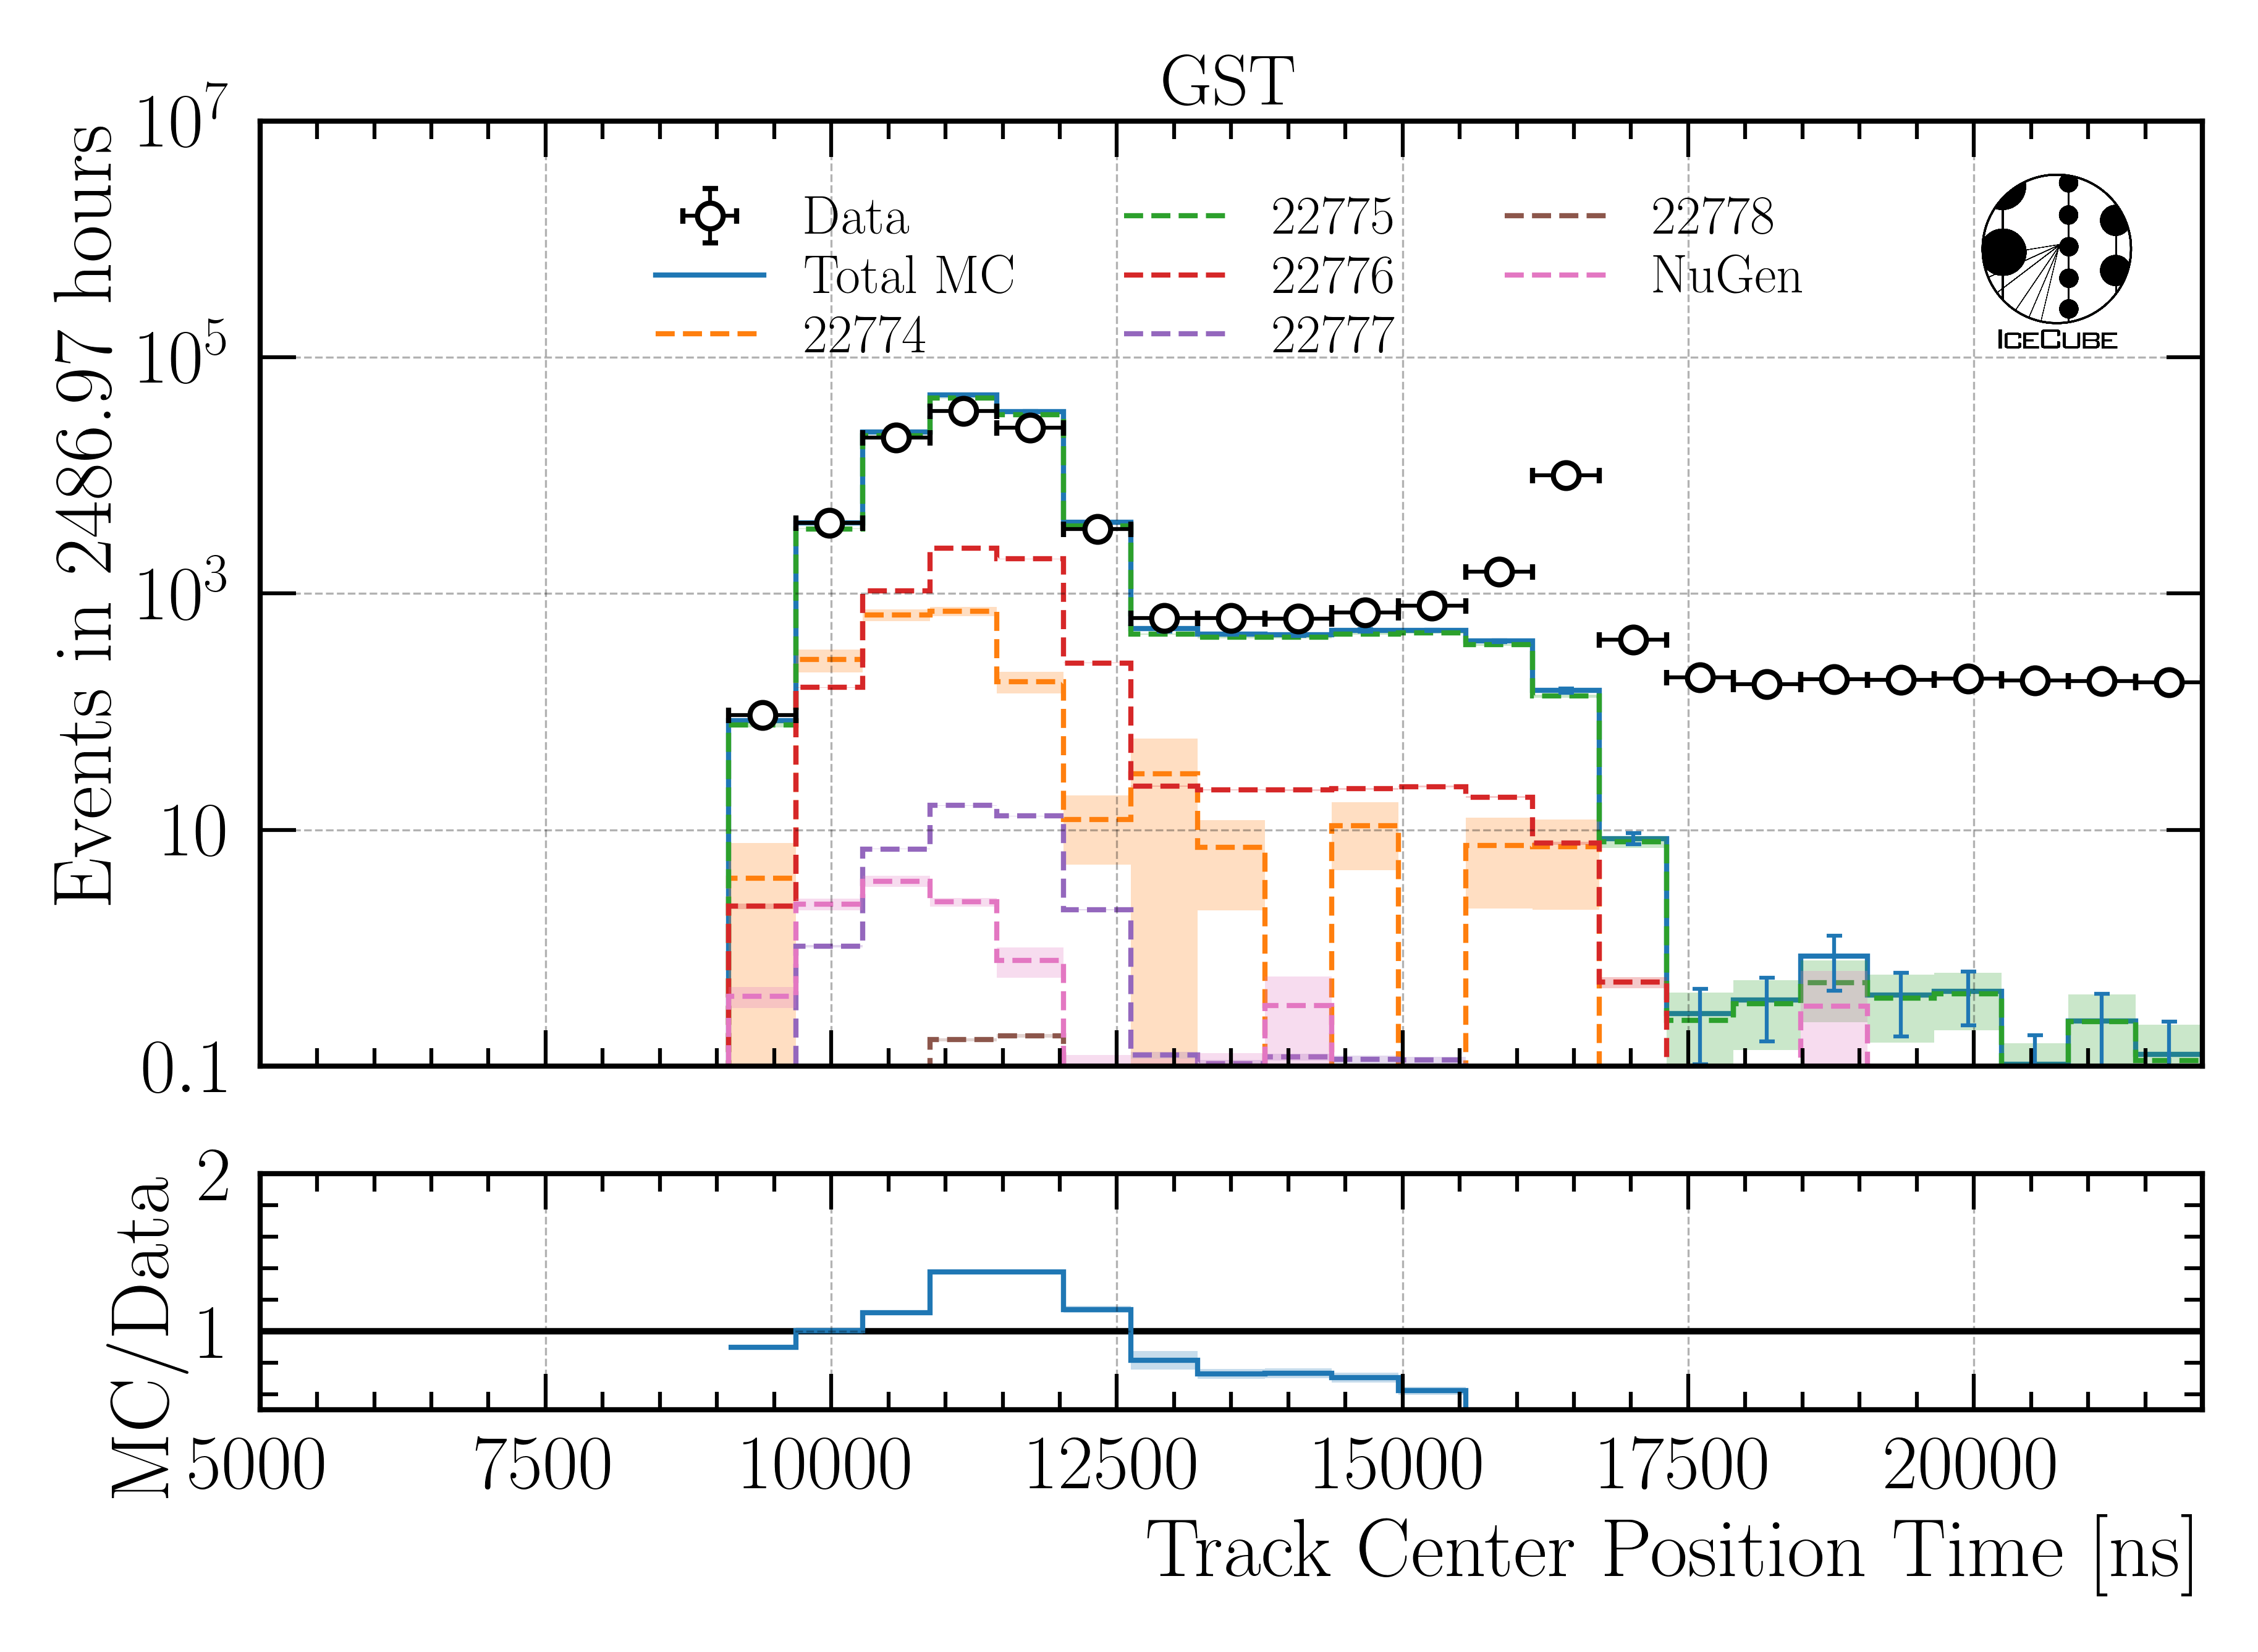 GST
10^7
10^5
10^3
10
0.1
Events in 2486.97 hours
Data
Total MC
22774
22775
22776
22777
22778
NuGen
ICECUBE
2
1
MC/Data
5000 7500 10000 12500 15000 17500 20000
Track Center Position Time [ns]